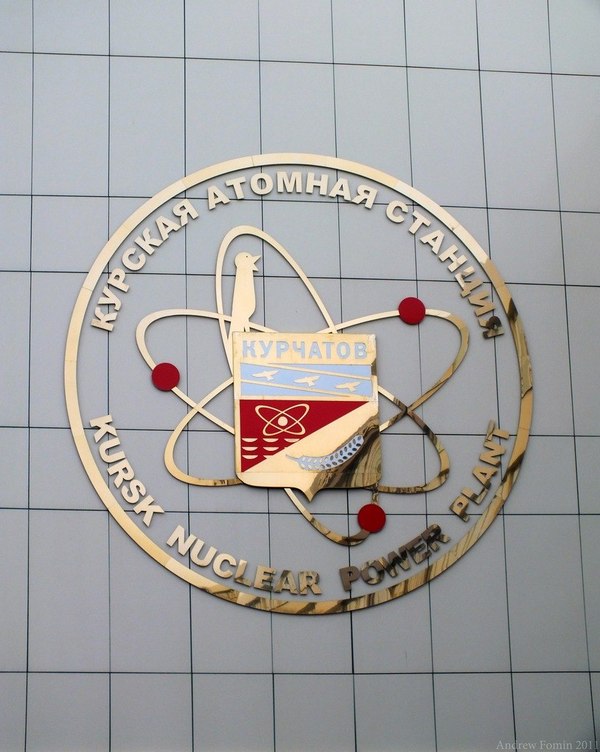 КУРСКАЯ АТОМНАЯ СТАНЦИЯ
КУРЧАТОВ
KURSK NUCLEAR POWER PLANT
Andrew Fomin 2011